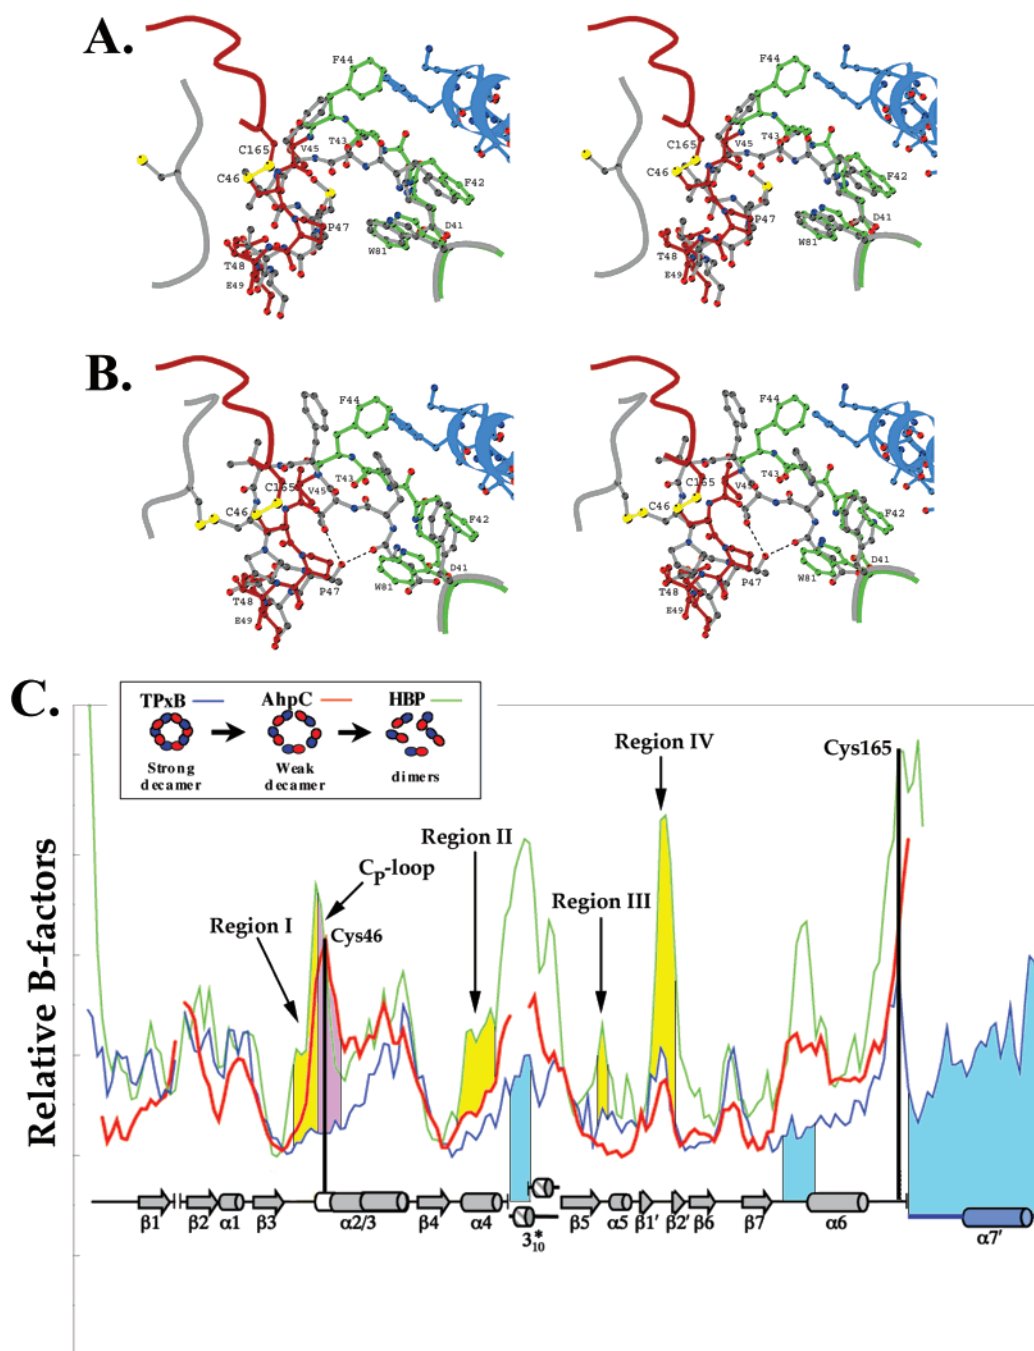 A.
F44
C165
V45
T43
C46
F42
P47
D41
W81
T48
E49
F44
C165
V45
T43
C46
F42
P47
D41
W81
T48
E49
B.
F44
C165
V45
T43
C46
F42
P47
D41
W81
T48
E49
F44
C165
V45
T43
C46
F42
P47
D41
W81
T48
E49
C.
TPxB AhpC HBP
Strong decamer
Weak decamer
dimers
Region IV
Cys165
Region II
CP-loop
Region III
Region I
Cys46
Relative B-factors
β1 β2 α1 β3 α2/3 β4 α4 3₁₀* β5 α5 β1′ β2′ β6 β7 α6 α7′